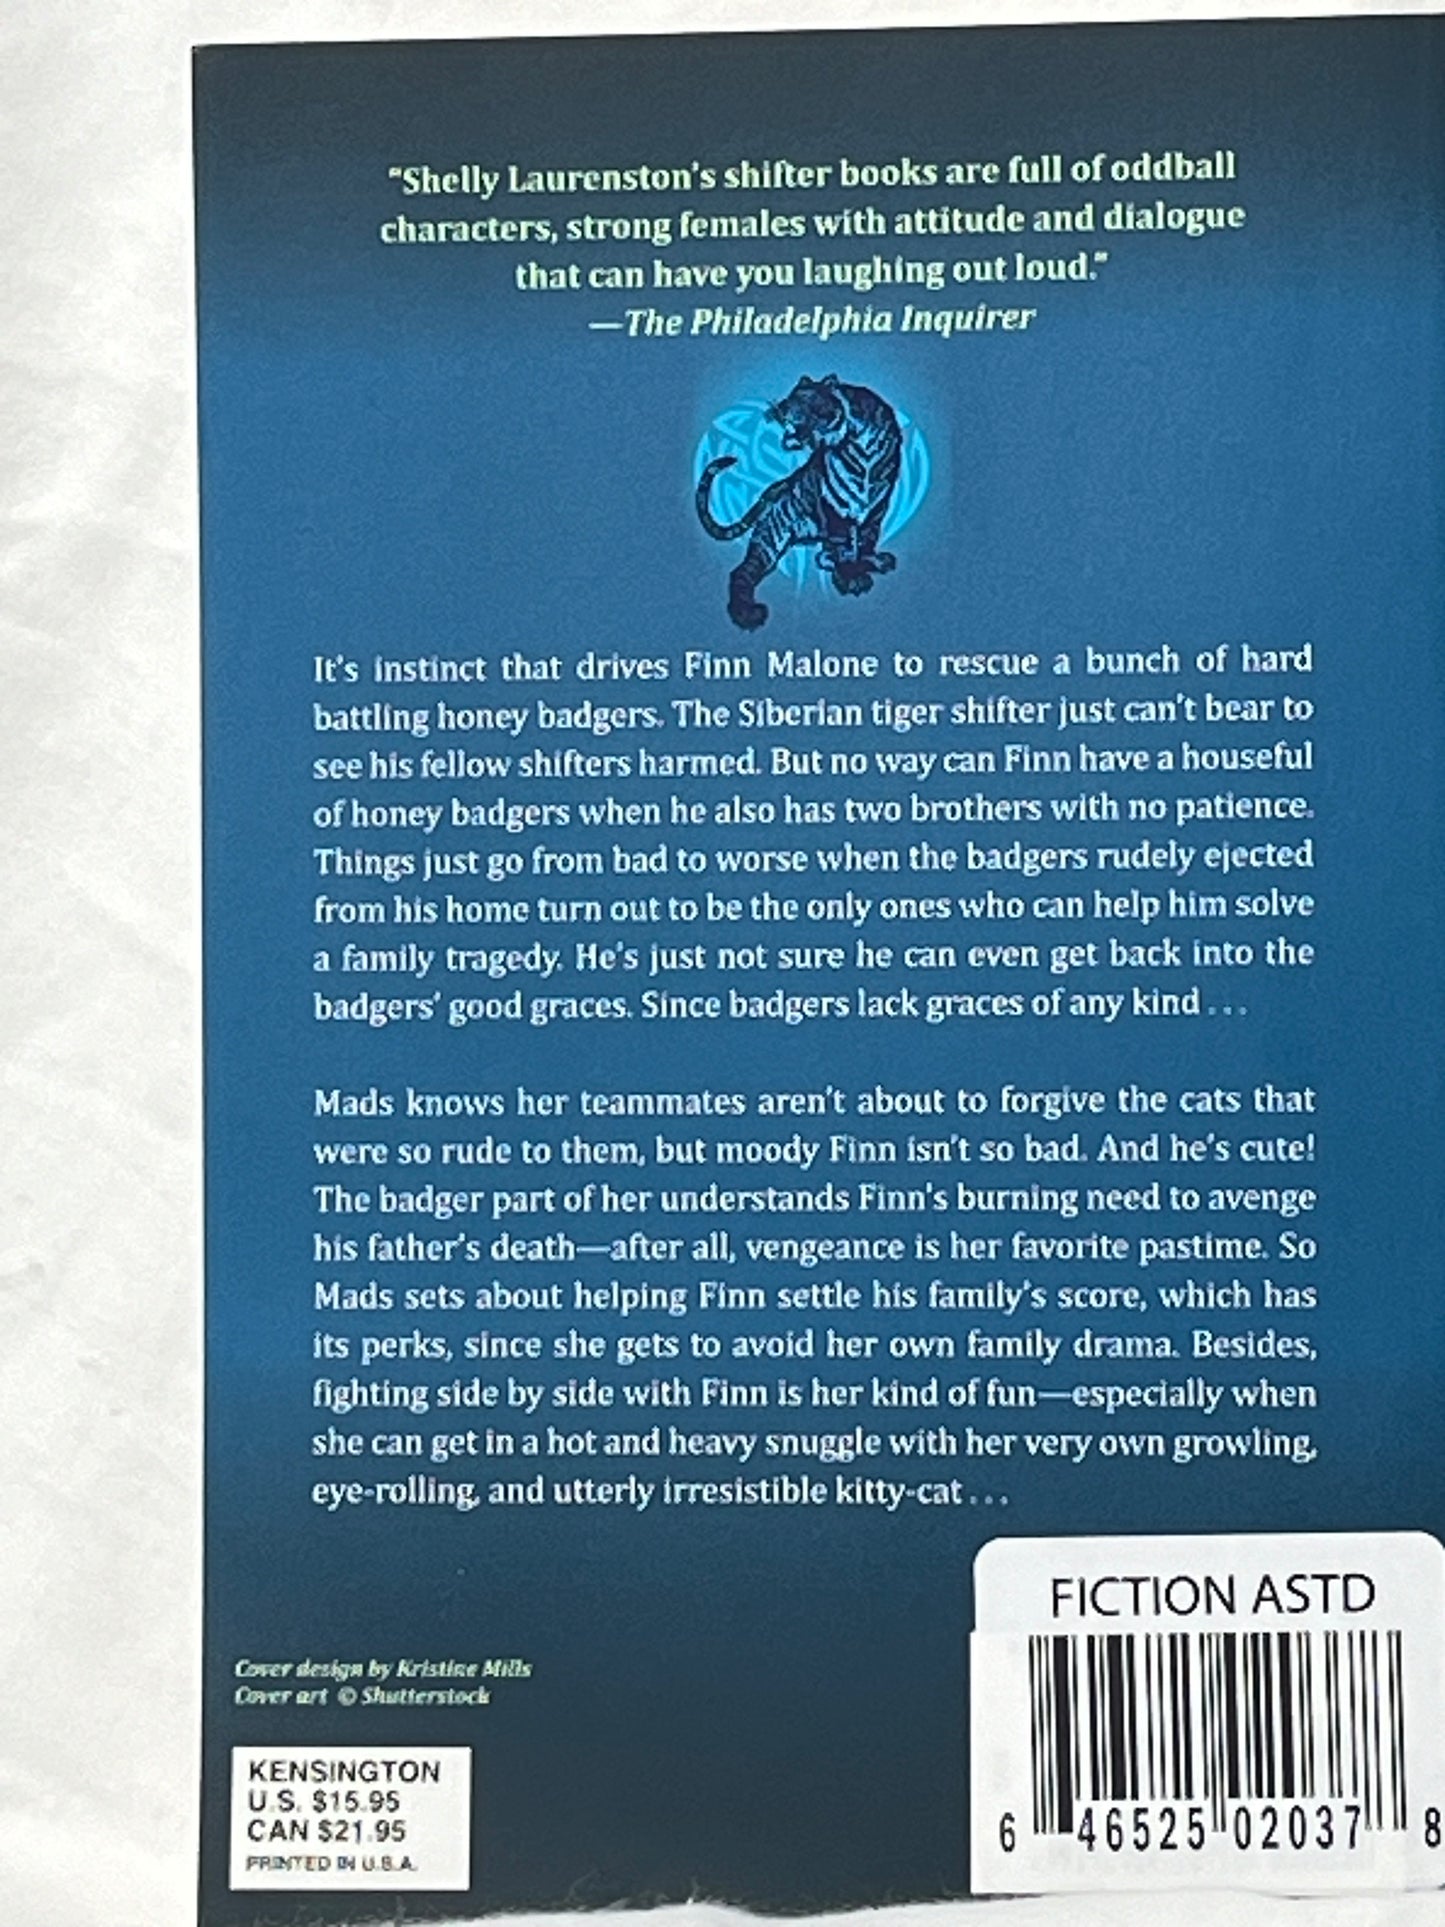 "Shelly Laurenston's shifter books are full of oddball
characters, strong females with attitude and dialogue
that can have you laughing out loud."
—The Philadelphia Inquirer
It's instinct that drives Finn Malone to rescue a bunch of hard
battling honey badgers. The Siberian tiger shifter just can't bear to
see his fellow shifters harmed. But no way can Finn have a houseful
of honey badgers when he also has two brothers with no patience.
Things just go from bad to worse when the badgers rudely ejected
from his home turn out to be the only ones who can help him solve
a family tragedy. He's just not sure he can even get back into the
badgers' good graces. Since badgers lack graces of any kind . . .
Mads knows her teammates aren't about to forgive the cats that
were so rude to them, but moody Finn isn't so bad. And he's cute!
The badger part of her understands Finn's burning need to avenge
his father's death—after all, vengeance is her favorite pastime. So
Mads sets about helping Finn settle his family's score, which has
its perks, since she gets to avoid her own family drama. Besides,
fighting side by side with Finn is her kind of fun—especially when
she can get in a hot and heavy snuggle with her very own growling,
eye-rolling, and utterly irresistible kitty-cat . . .
Cover design by Kristine Mills
Cover art © Shutterstock
KENSINGTON
U.S. $15.95
CAN $21.95
PRINTED IN U.S.A.
FICTION ASTD
6 46525 02037 8